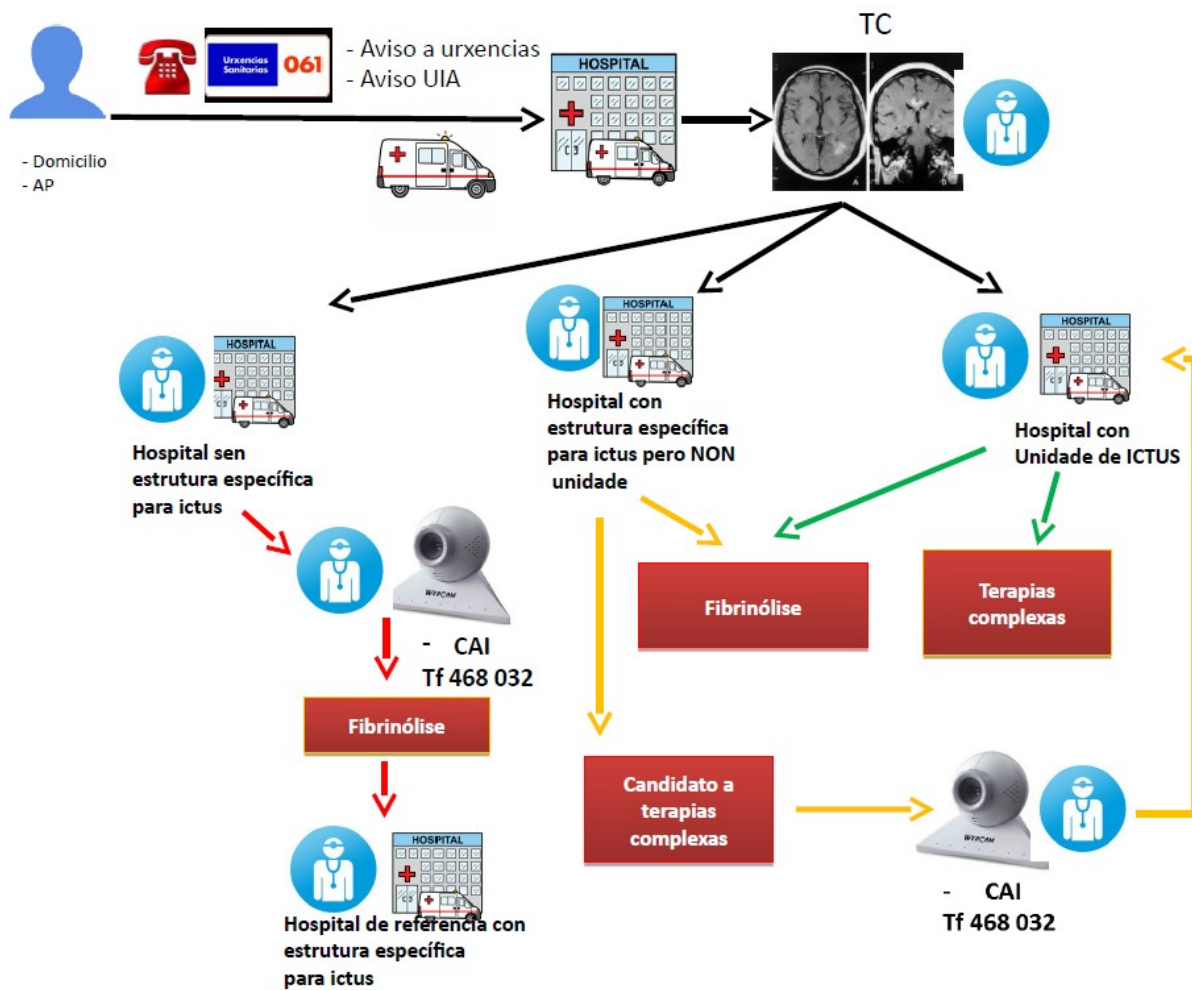 TC
Urxencias
Sanitarias
061
- Aviso a urxencias
- Aviso UIA
HOSPITAL
- Domicilio
- AP
A
HOSPITAL
HOSPITAL
HOSPITAL
Hospital sen
estrutura específica
para ictus
Hospital con
estrutura específica
para ictus pero NON
unidade
Hospital con
Unidade de ICTUS
WEBCAM
- CAI
Tf 468 032
Fibrinólise
Terapias
complexas
Fibrinólise
Candidato a
terapias
complexas
WEBCAM
- CAI
Tf 468 032
HOSPITAL
Hospital de referencia con
estrutura específica
para ictus